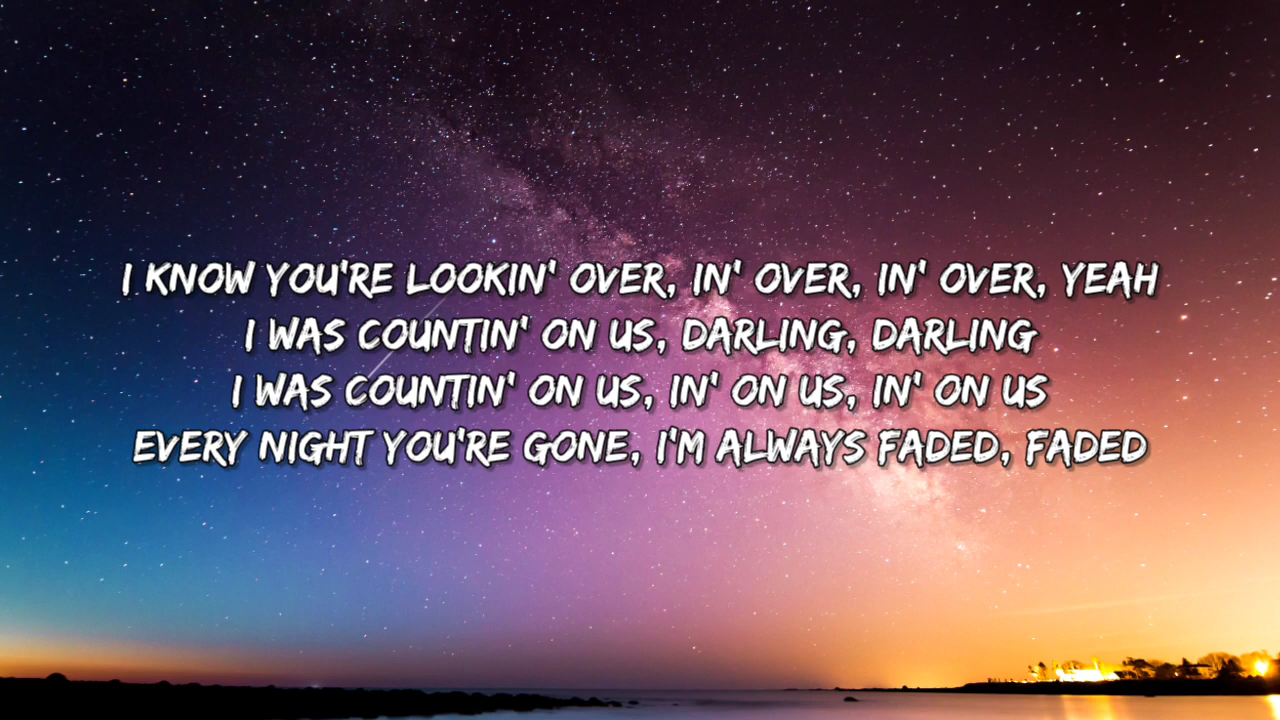 I KNOW YOU'RE LOOKIN' OVER, IN' OVER, IN' OVER, YEAH
I WAS COUNTIN' ON US, DARLING, DARLING
I WAS COUNTIN' ON US, IN' ON US, IN' ON US
EVERY NIGHT YOU'RE GONE, I'M ALWAYS FADED, FADED